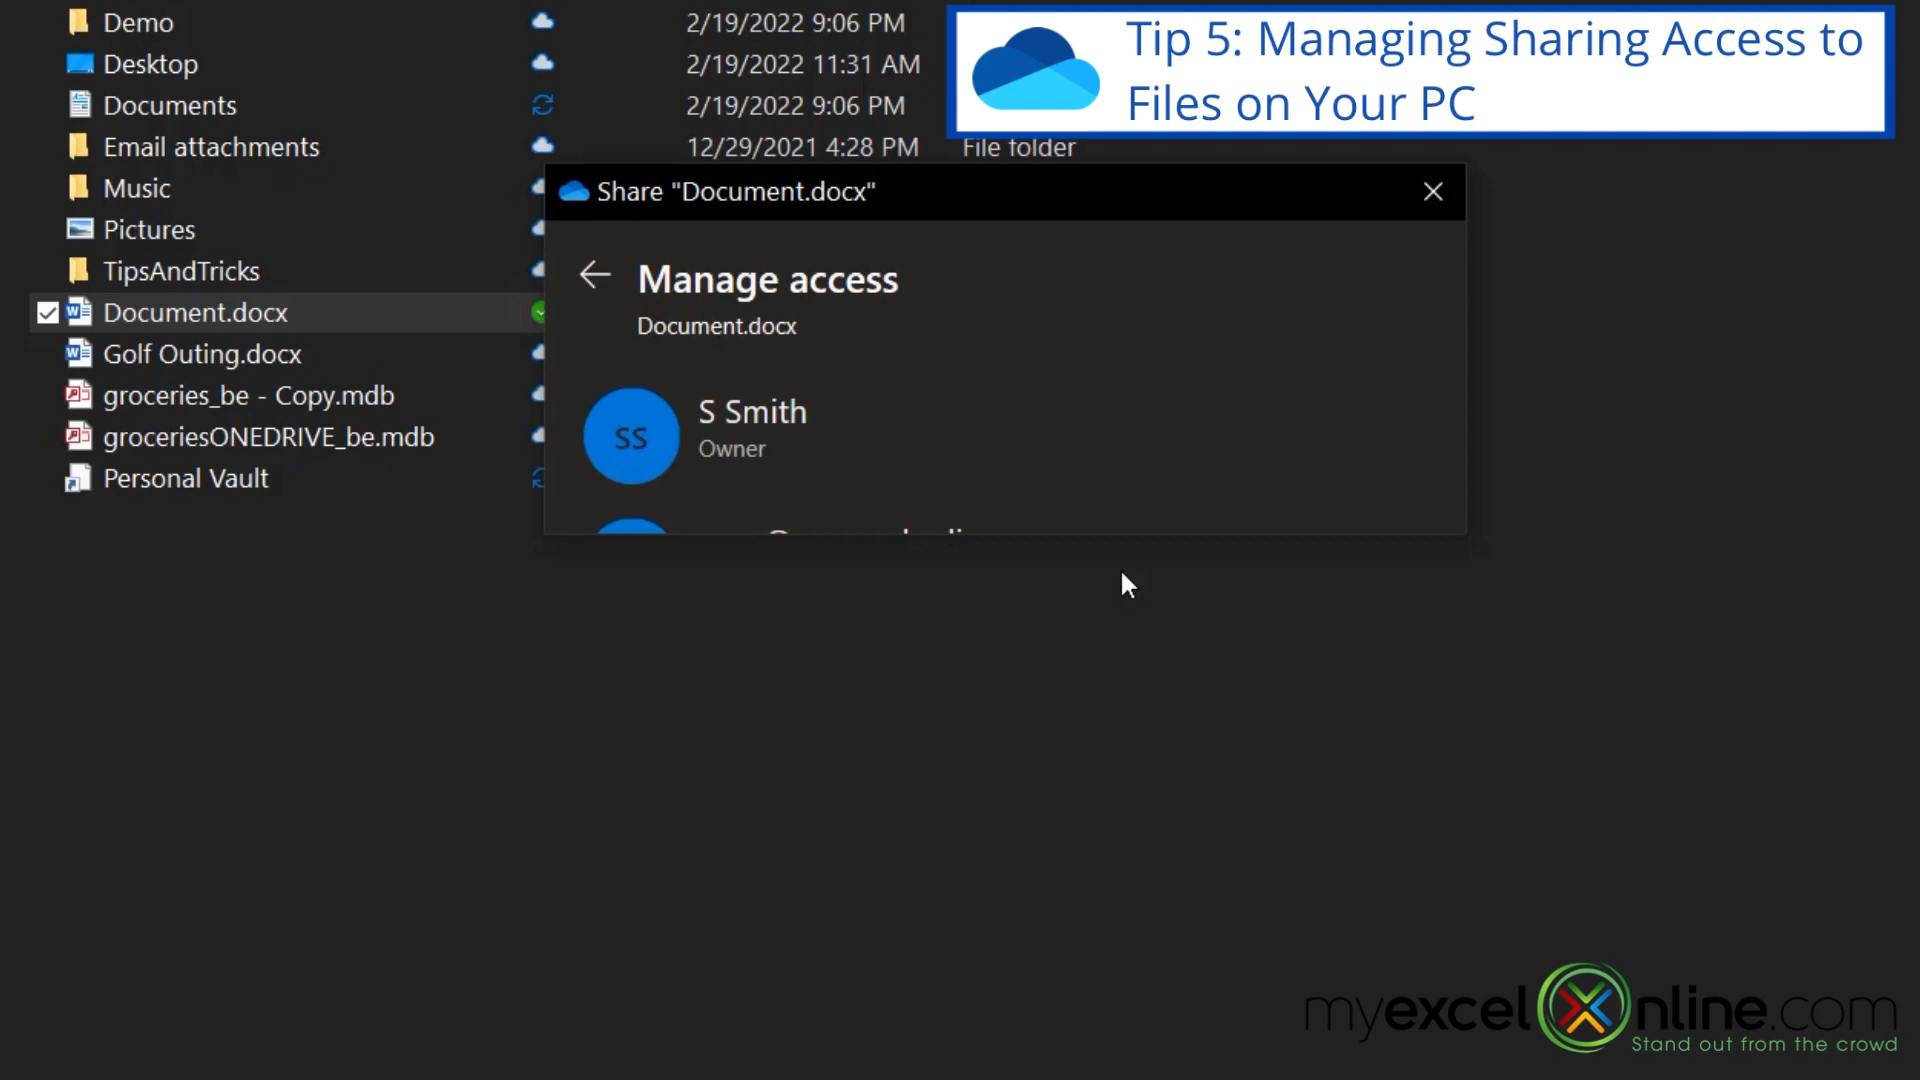 Demo 2/19/2022 9:06 PM
Desktop 2/19/2022 11:31 AM
Documents 2/19/2022 9:06 PM
Email attachments 12/29/2021 4:28 PM File folder
Music
Pictures
TipsAndTricks
Document.docx
Golf Outing.docx
groceries_be - Copy.mdb
groceriesONEDRIVE_be.mdb
Personal Vault
Tip 5: Managing Sharing Access to
Files on Your PC
Share "Document.docx"
Manage access
Document.docx
SS
S Smith
Owner
myexcelonline.com
Stand out from the crowd